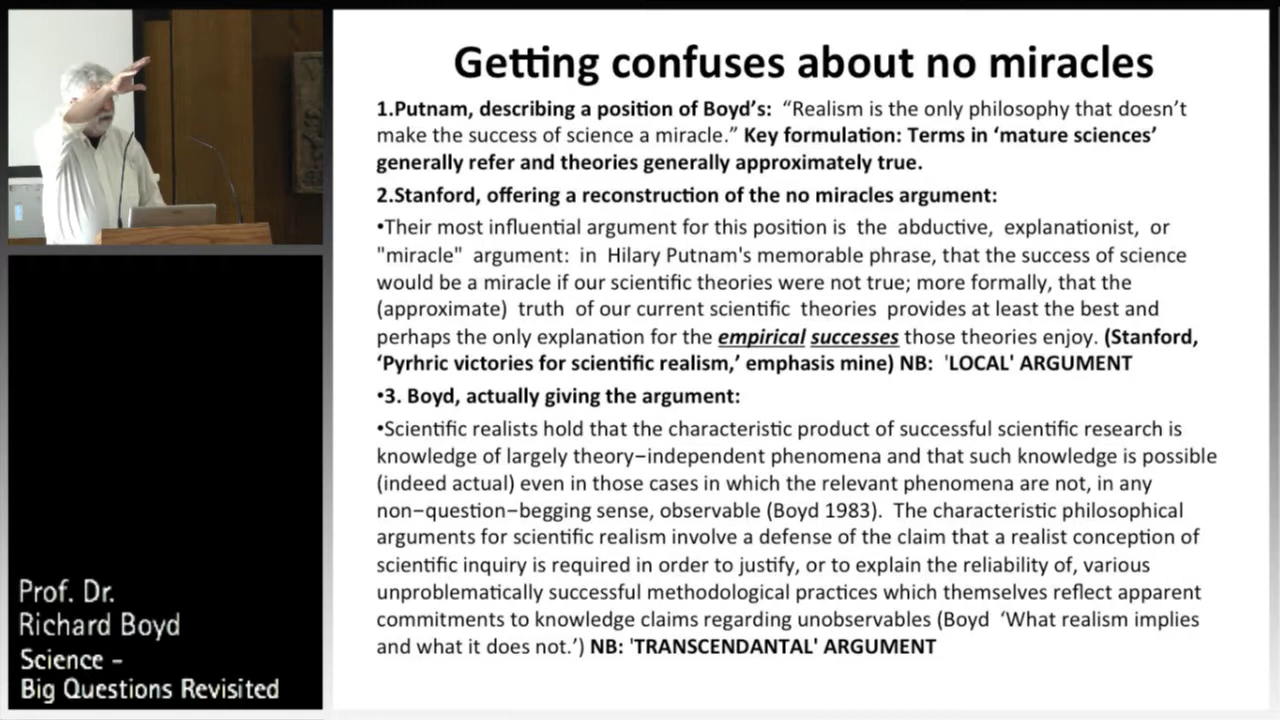 Getting confuses about no miracles
1.Putnam, describing a position of Boyd’s:  “Realism is the only philosophy that doesn’t
make the success of science a miracle.” Key formulation: Terms in ‘mature sciences’
generally refer and theories generally approximately true.
2.Stanford, offering a reconstruction of the no miracles argument:
•Their most influential argument for this position is  the  abductive,  explanationist,  or
"miracle"  argument:  in  Hilary Putnam's memorable phrase, that the success of science
would be a miracle if our scientific theories were not true; more formally, that the
(approximate)  truth  of our current scientific  theories  provides at least the best and
perhaps the only explanation for the empirical successes those theories enjoy. (Stanford,
‘Pyrhric victories for scientific realism,’ emphasis mine) NB:  'LOCAL' ARGUMENT
•3. Boyd, actually giving the argument:
•Scientific realists hold that the characteristic product of successful scientific research is
knowledge of largely theory−independent phenomena and that such knowledge is possible
(indeed actual) even in those cases in which the relevant phenomena are not, in any
non−question−begging sense, observable (Boyd 1983).  The characteristic philosophical
arguments for scientific realism involve a defense of the claim that a realist conception of
scientific inquiry is required in order to justify, or to explain the reliability of, various
unproblematically successful methodological practices which themselves reflect apparent
commitments to knowledge claims regarding unobservables (Boyd  ‘What realism implies
and what it does not.’) NB: 'TRANSCENDANTAL' ARGUMENT
Prof. Dr.
Richard Boyd
Science –
Big Questions Revisited